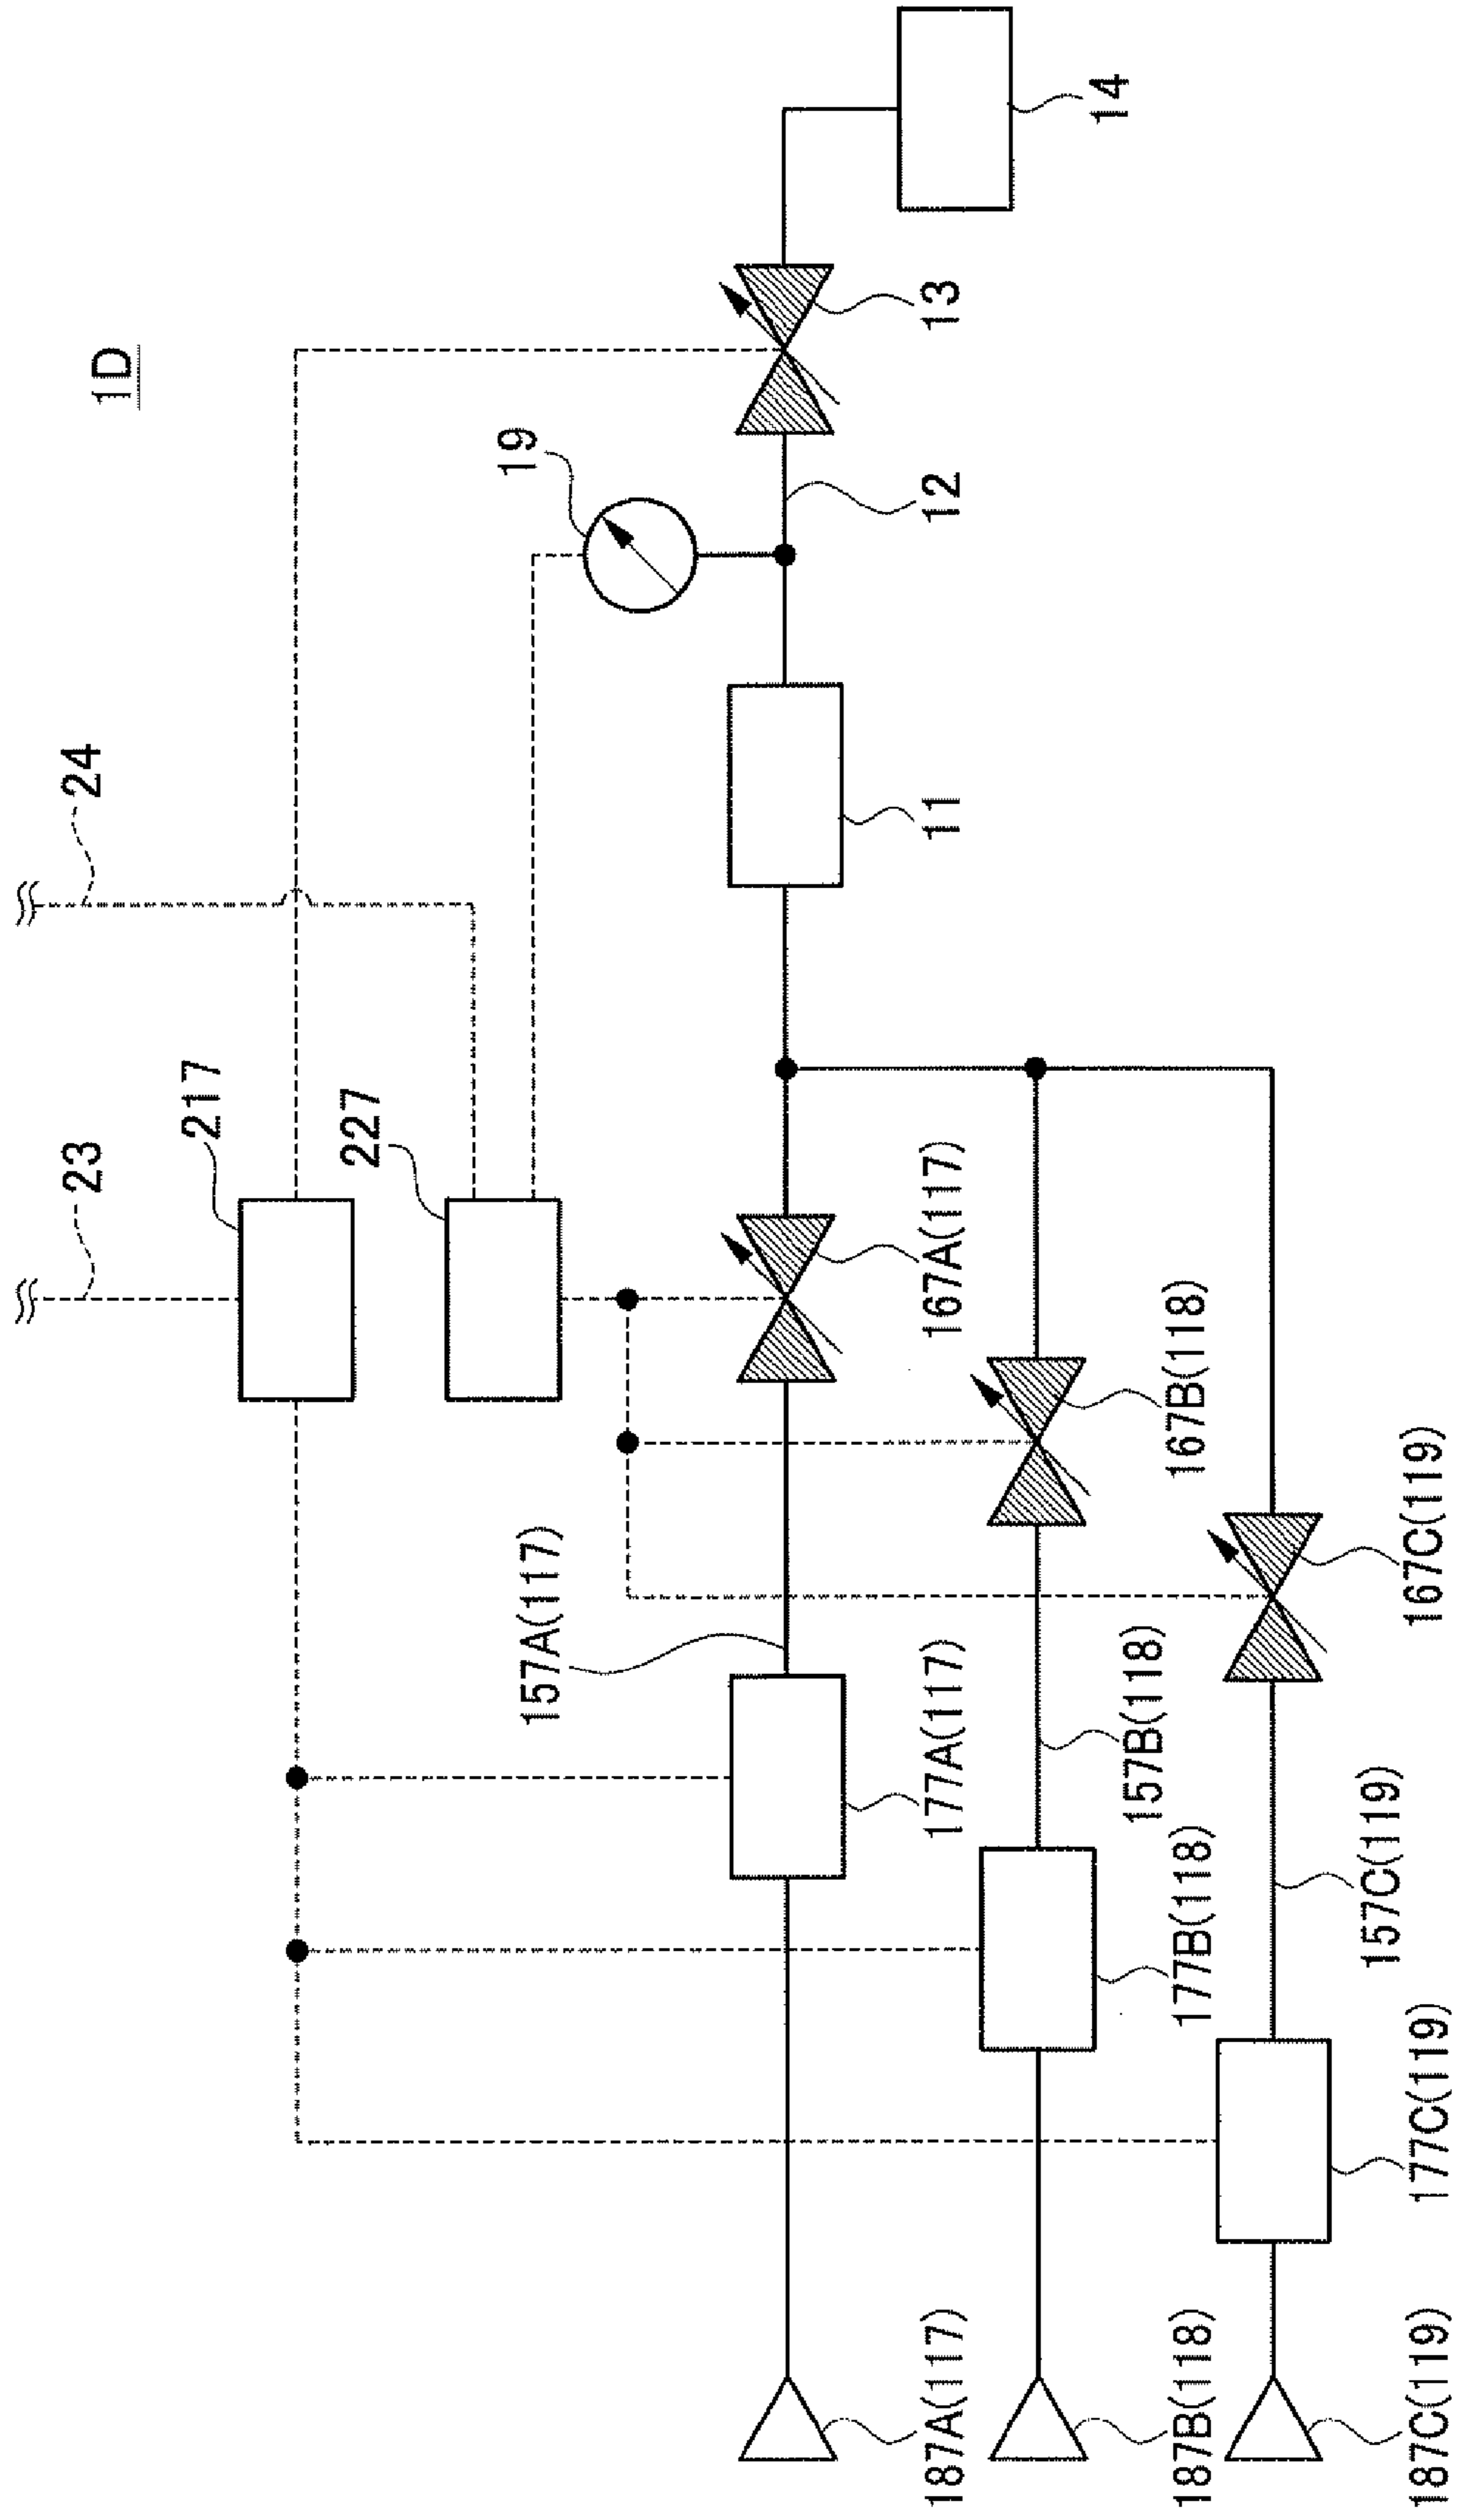 1D
14
13
19
12
24
11
217
23
227
167A(117)
167B(118)
167C(119)
157A(117)
177A(117)
157B(118)
157C(119)
177B(118)
177C(119)
187A(117)
187B(118)
187C(119)